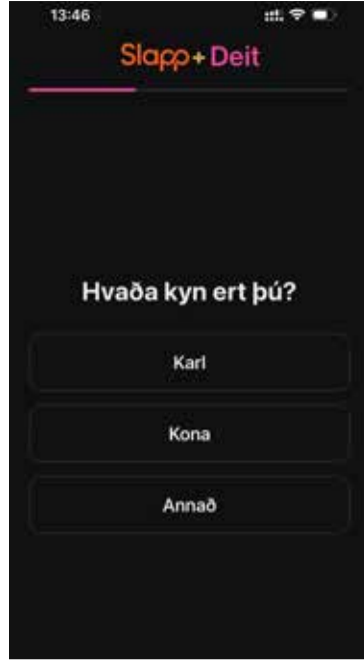 13:46
Slapp+Deit
Hvaða kyn ert þú?
Karl
Kona
Annað